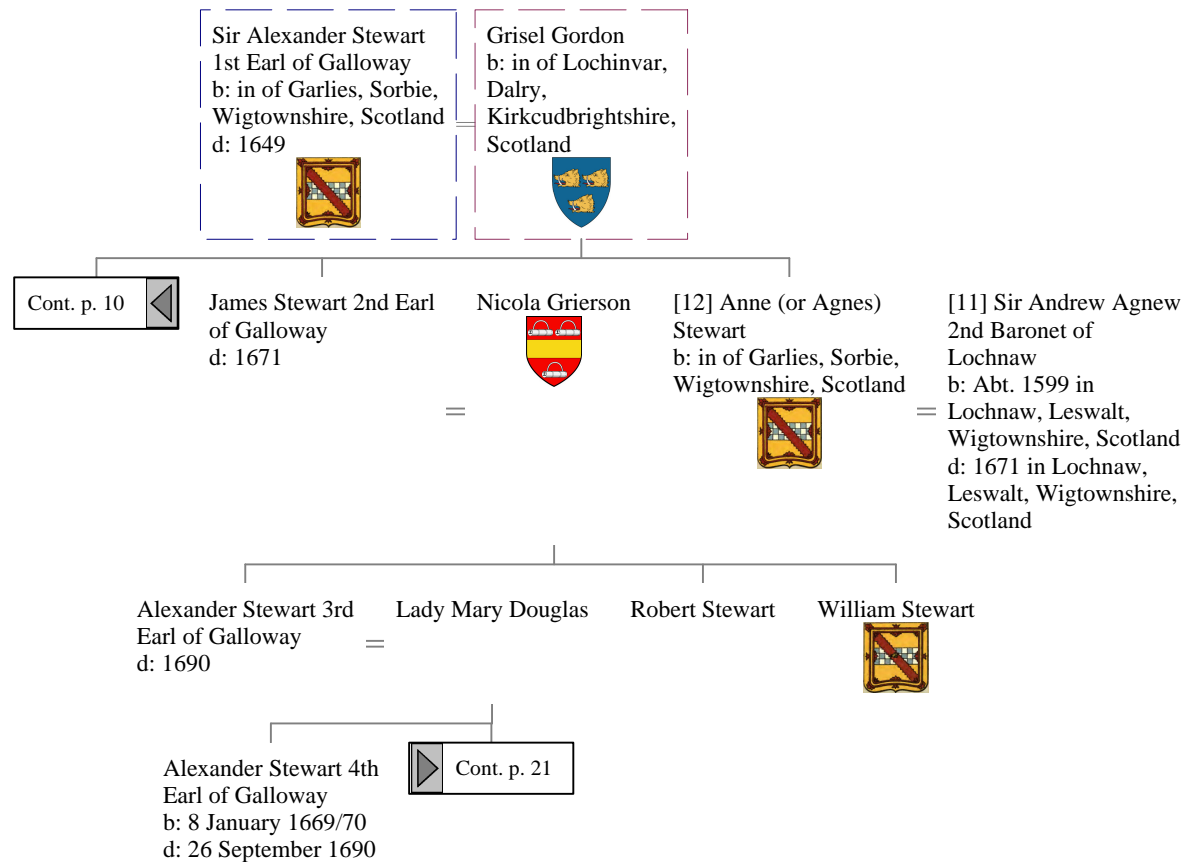 Sir Alexander Stewart
1st Earl of Galloway
b: in of Garlies, Sorbie,
Wigtownshire, Scotland
d: 1649
Grisel Gordon
b: in of Lochinvar,
Dalry,
Kirkcudbrightshire,
Scotland
Cont. p. 10
James Stewart 2nd Earl
of Galloway
d: 1671
Nicola Grierson
[12] Anne (or Agnes)
Stewart
b: in of Garlies, Sorbie,
Wigtownshire, Scotland
[11] Sir Andrew Agnew
2nd Baronet of
Lochnaw
b: Abt. 1599 in
Lochnaw, Leswalt,
Wigtownshire, Scotland
d: 1671 in Lochnaw,
Leswalt, Wigtownshire,
Scotland
Alexander Stewart 3rd
Earl of Galloway
d: 1690
Lady Mary Douglas
Robert Stewart
William Stewart
Alexander Stewart 4th
Earl of Galloway
b: 8 January 1669/70
d: 26 September 1690
Cont. p. 21